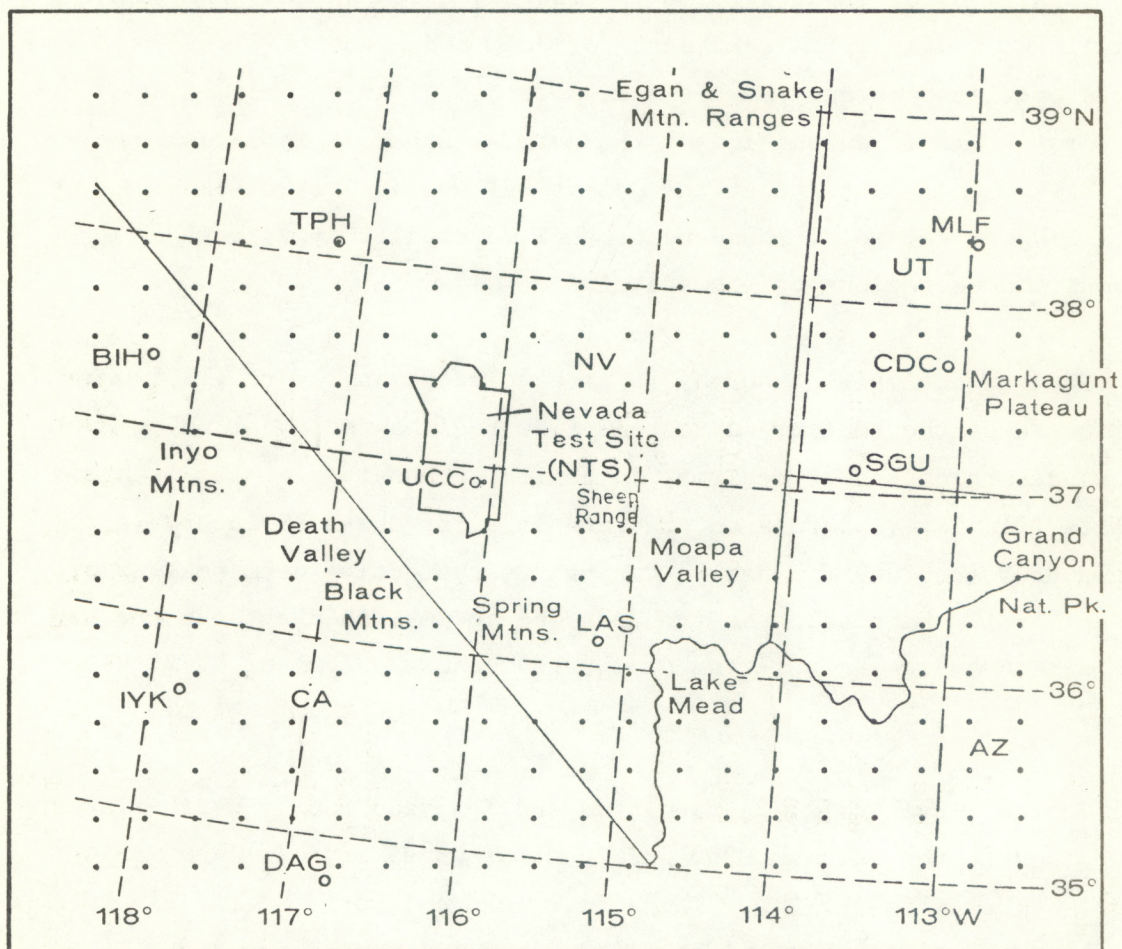 Egan & Snake
Mtn. Ranges
39°N
TPH
MLF
UT
38°
BIH
NV
CDC
Markagunt
Plateau
Nevada
Test Site
(NTS)
Inyo
Mtns.
UCC
SGU
37°
Sheep
Range
Death
Valley
Moapa
Valley
Grand
Canyon
Nat. Pk.
Black
Mtns.
Spring
Mtns.
LAS
IYK
CA
Lake
Mead
36°
AZ
DAG
35°
118°
117°
116°
115°
114°
113°W